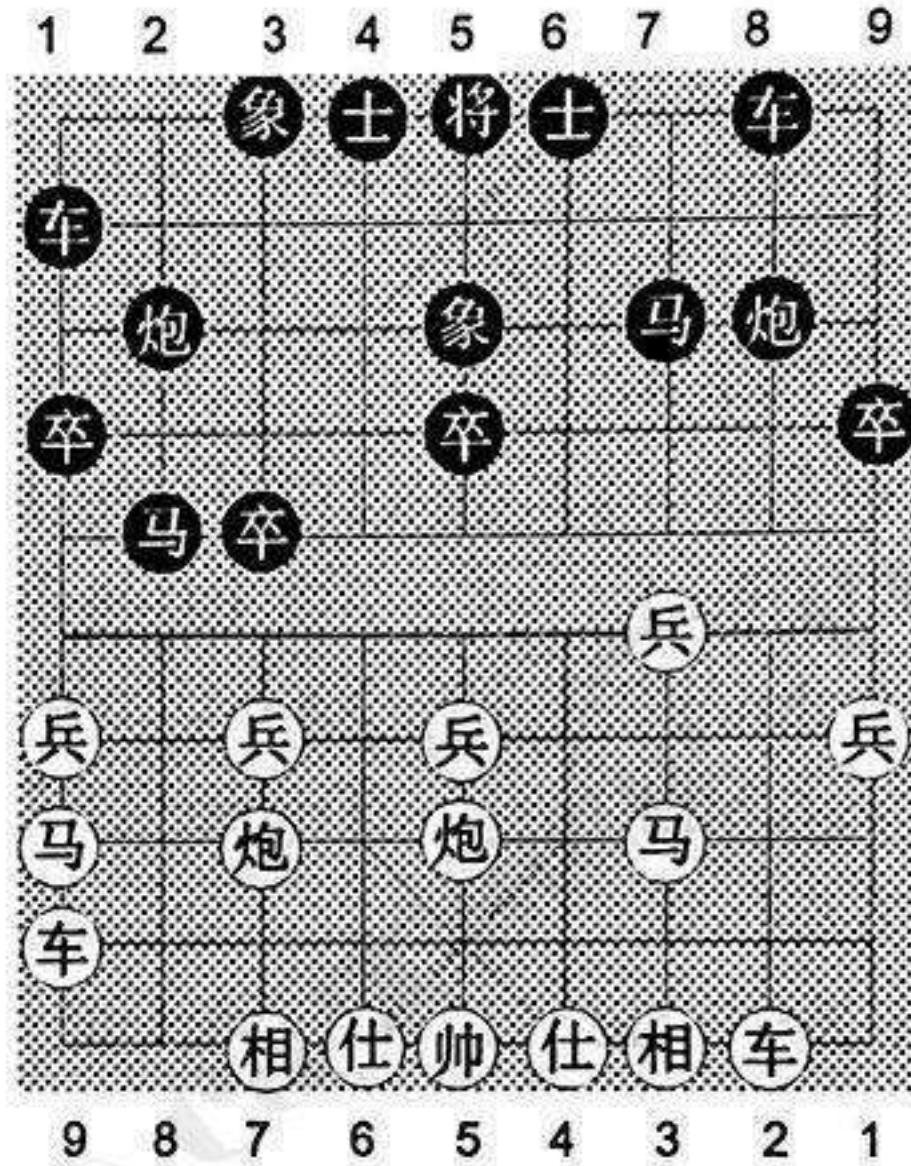 1 2 3 4 5 6 7 8 9
象 士 将 士 车
车
炮 象 马 炮
卒 卒 卒
马 卒
兵
兵 兵 兵 兵
马 炮 炮 马
车
相 仕 帅 仕 相 车
9 8 7 6 5 4 3 2 1